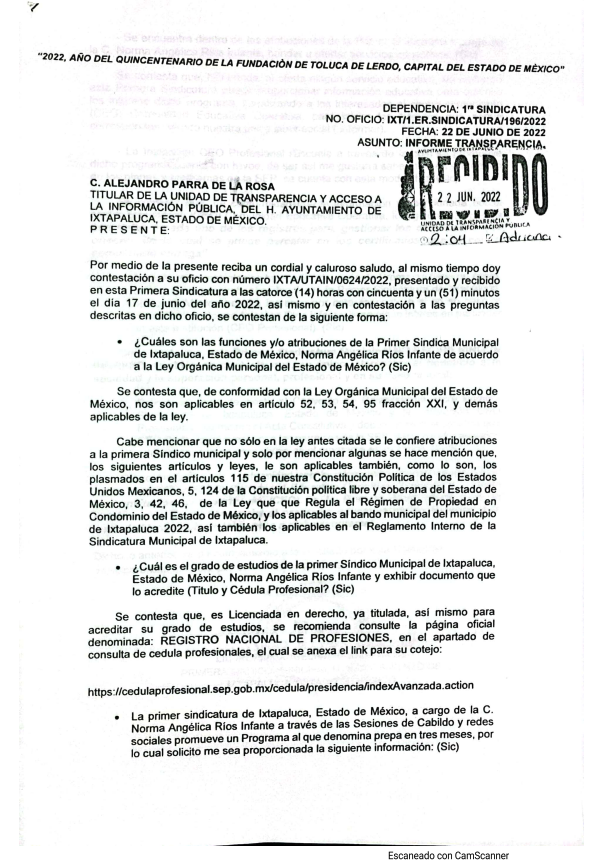 "2022, AÑO DEL QUINCENTENARIO DE LA FUNDACIÓN DE TOLUCA DE LERDO, CAPITAL DEL ESTADO DE MÉXICO"
DEPENDENCIA: 1ra SINDICATURA
NO. OFICIO: IXT/1.ER.SINDICATURA/196/2022
FECHA: 22 DE JUNIO DE 2022
ASUNTO: INFORME TRANSPARENCIA.
AYUNTAMIENTO DE IXTAPALUCA
RECIBIDO
22 JUN. 2022
RECIBIDO
UNIDAD DE TRANSPARENCIA Y
ACCESO A LA INFORMACIÓN PUBLICA
2:04 Adriana
C. ALEJANDRO PARRA DE LA ROSA
TITULAR DE LA UNIDAD DE TRANSPARENCIA Y ACCESO A
LA INFORMACIÓN PÚBLICA, DEL H. AYUNTAMIENTO DE
IXTAPALUCA, ESTADO DE MÉXICO.
P R E S E N T E:
Por medio de la presente reciba un cordial y caluroso saludo, al mismo tiempo doy
contestación a su oficio con número IXTA/UTAIN/0624/2022, presentado y recibido
en esta Primera Sindicatura a las catorce (14) horas con cincuenta y un (51) minutos
el día 17 de junio del año 2022, así mismo y en contestación a las preguntas
descritas en dicho oficio, se contestan de la siguiente forma:
• ¿Cuáles son las funciones y/o atribuciones de la Primer Sindica Municipal
de Ixtapaluca, Estado de México, Norma Angélica Ríos Infante de acuerdo
a la Ley Orgánica Municipal del Estado de México? (Sic)
Se contesta que, de conformidad con la Ley Orgánica Municipal del Estado de
México, nos son aplicables en artículo 52, 53, 54, 95 fracción XXI, y demás
aplicables de la ley.
Cabe mencionar que no sólo en la ley antes citada se le confiere atribuciones
a la primera Síndico municipal y solo por mencionar algunas se hace mención que,
los siguientes artículos y leyes, le son aplicables también, como lo son, los
plasmados en el artículos 115 de nuestra Constitución Política de los Estados
Unidos Mexicanos, 5, 124 de la Constitución política libre y soberana del Estado de
México, 3, 42, 46, de la Ley que que Regula el Régimen de Propiedad en
Condominio del Estado de México, y los aplicables al bando municipal del municipio
de Ixtapaluca 2022, así también los aplicables en el Reglamento Interno de la
Sindicatura Municipal de Ixtapaluca.
• ¿Cuál es el grado de estudios de la primer Síndico Municipal de Ixtapaluca,
Estado de México, Norma Angélica Ríos Infante y exhibir documento que
lo acredite (Titulo y Cédula Profesional? (Sic)
Se contesta que, es Licenciada en derecho, ya titulada, así mismo para
acreditar su grado de estudios, se recomienda consulte la página oficial
denominada: REGISTRO NACIONAL DE PROFESIONES, en el apartado de
consulta de cedula profesionales, el cual se anexa el link para su cotejo:
https://cedulaprofesional.sep.gob.mx/cedula/presidencia/indexAvanzada.action
• La primer sindicatura de Ixtapaluca, Estado de México, a cargo de la C.
Norma Angélica Ríos Infante a través de las Sesiones de Cabildo y redes
sociales promueve un Programa al que denomina prepa en tres meses, por
lo cual solicito me sea proporcionada la siguiente información: (Sic)
Escaneado con CamScanner